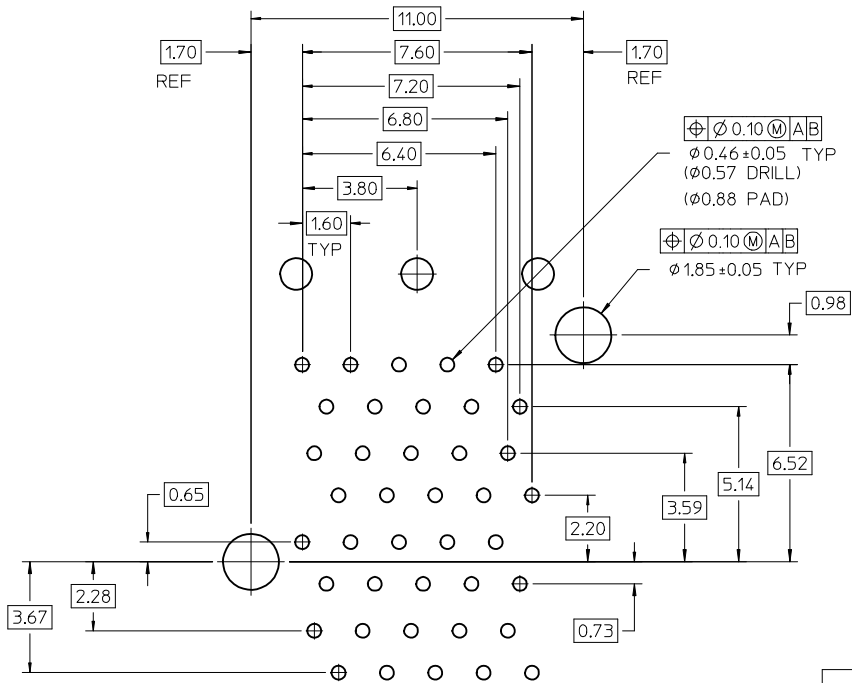 11.00
1.70 7.60 1.70
REF REF
7.20
6.80
6.40
3.80
1.60
TYP
⌖ Ø 0.10 Ⓜ A B
Ø0.46±0.05 TYP
(Ø0.57 DRILL)
(Ø0.88 PAD)
⌖ Ø 0.10 Ⓜ A B
Ø1.85±0.05 TYP
0.98
6.52
5.14
3.59
0.65
2.20
2.28
3.67
0.73